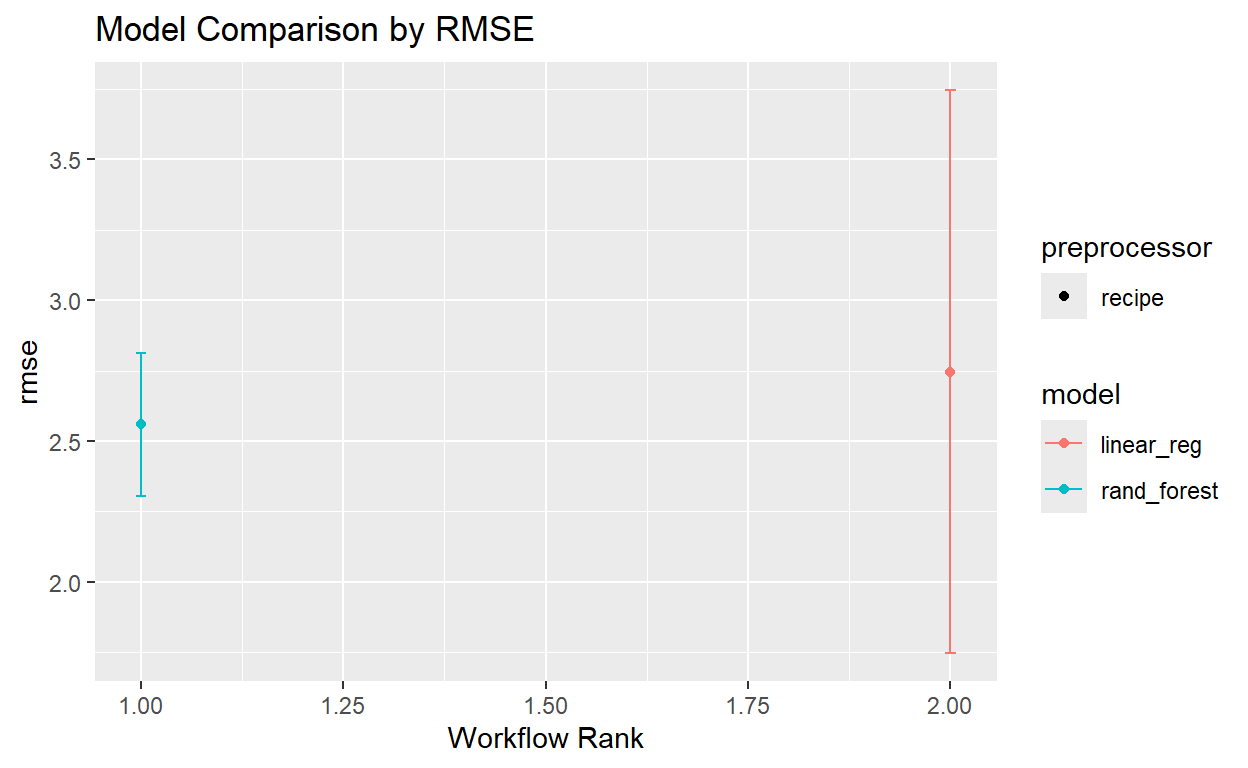 Model Comparison by RMSE
rmse
3.5
3.0
2.5
2.0
1.00 1.25 1.50 1.75 2.00
Workflow Rank
preprocessor
recipe
model
linear_reg
rand_forest